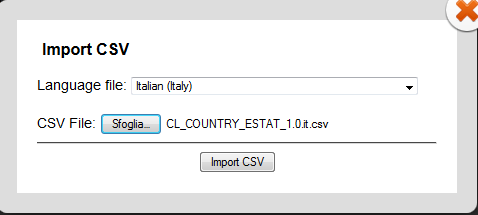 Import CSV
Language file: Italian (Italy)
CSV File: Sfoglia... CL_COUNTRY_ESTAT_1.0.it.csv
Import CSV